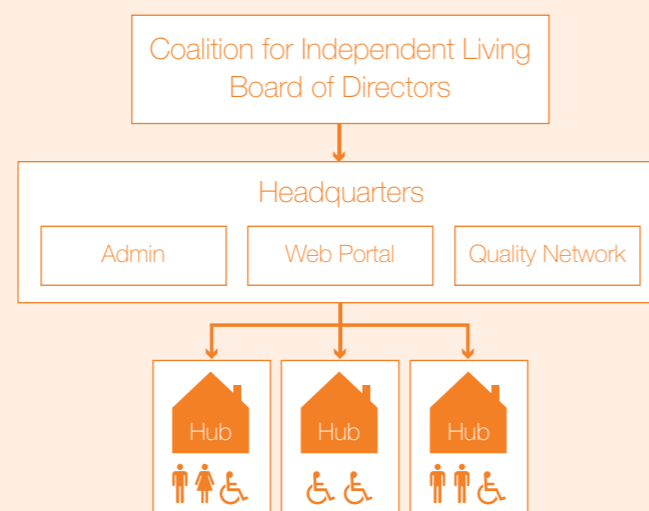 Coalition for Independent Living
Board of Directors
Headquarters
Admin
Web Portal
Quality Network
Hub
Hub
Hub